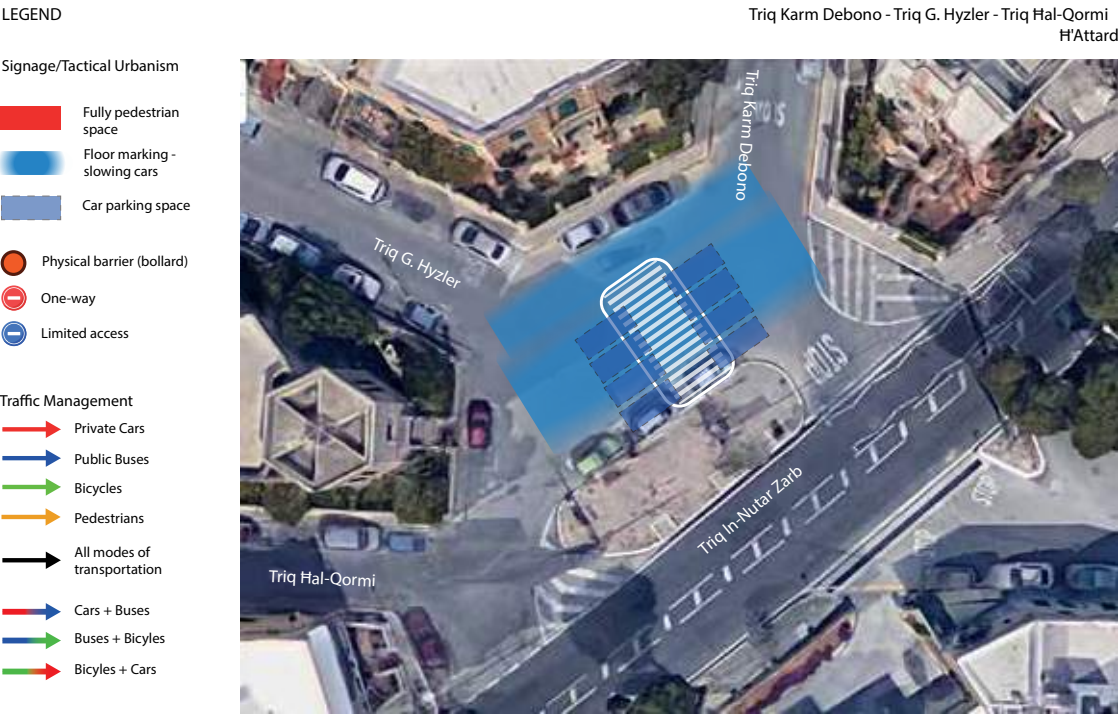 LEGEND
Triq Karm Debono - Triq G. Hyzler - Triq Ħal-Qormi
Ħ'Attard
Signage/Tactical Urbanism
Fully pedestrian
space
Floor marking -
slowing cars
Car parking space
Physical barrier (bollard)
One-way
Limited access
Traffic Management
Private Cars
Public Buses
Bicycles
Pedestrians
All modes of
transportation
Cars + Buses
Buses + Bicyles
Bicyles + Cars
Triq Karm Debono
Triq G. Hyzler
STOP
Triq In-Nutar Zarb
Triq Ħal-Qormi